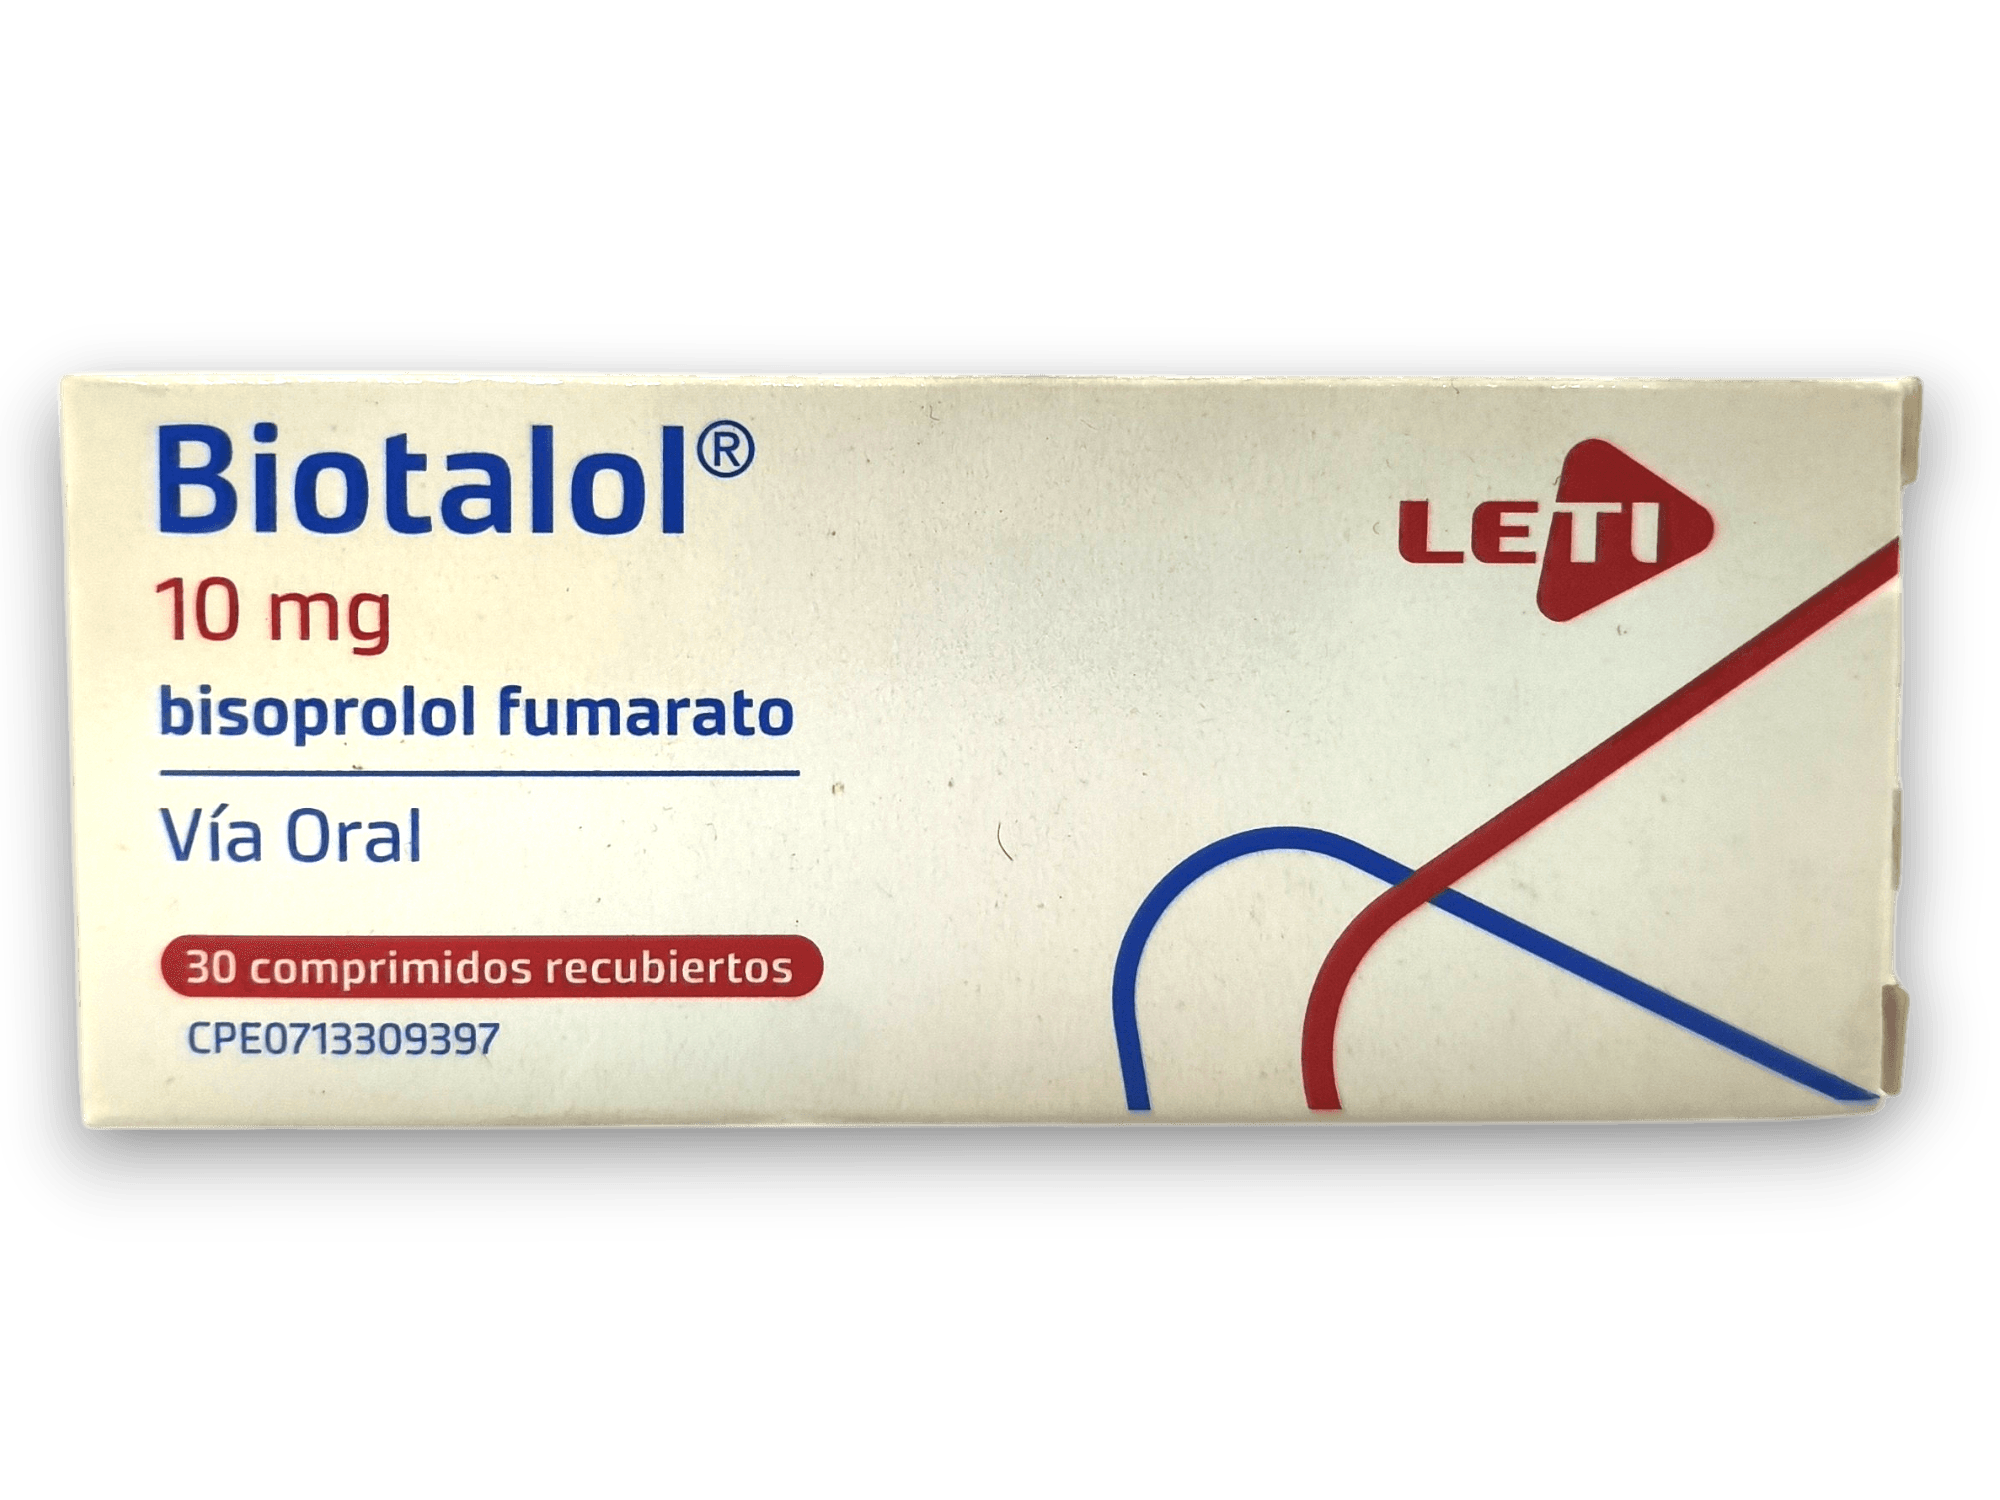 Biotalol®
LETI
10 mg
bisoprolol fumarato
Vía Oral
30 comprimidos recubiertos
CPE0713309397